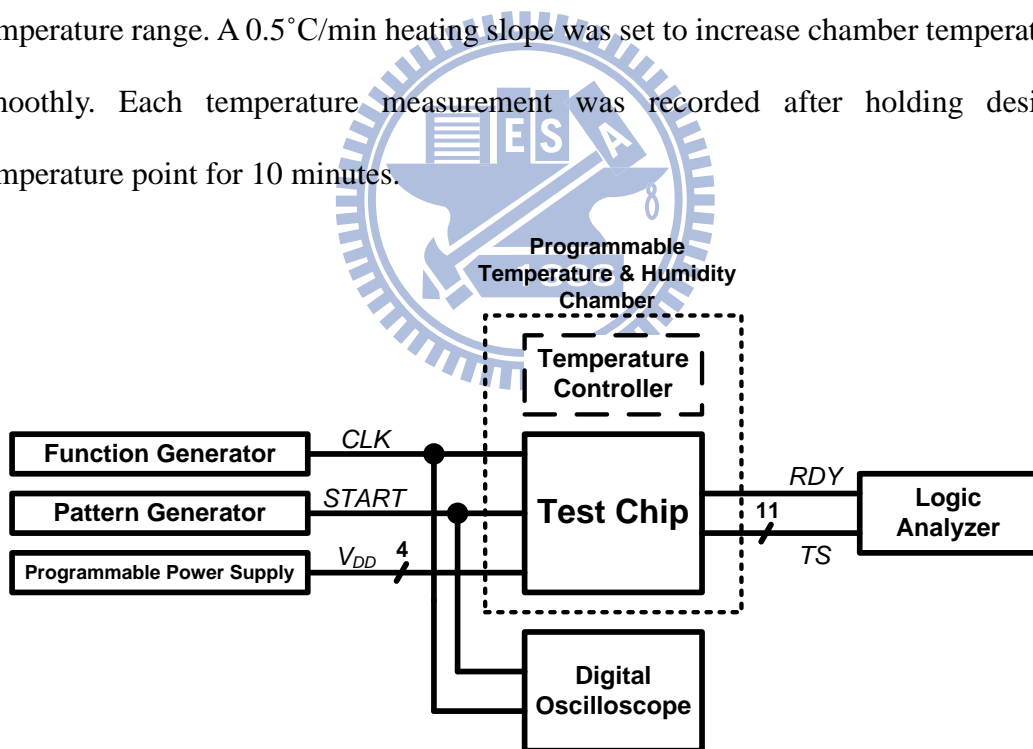 mperature range. A 0.5˚C/min heating slope was set to increase chamber temperat
moothly. Each temperature measurement was recorded after holding desi
mperature point for 10 minutes.
E S A
Programmable
Temperature & Humidity
Chamber
Temperature
Controller
Function Generator
CLK
Pattern Generator
START
Programmable Power Supply
V_DD
4
Test Chip
RDY
11
TS
Logic
Analyzer
Digital
Oscilloscope